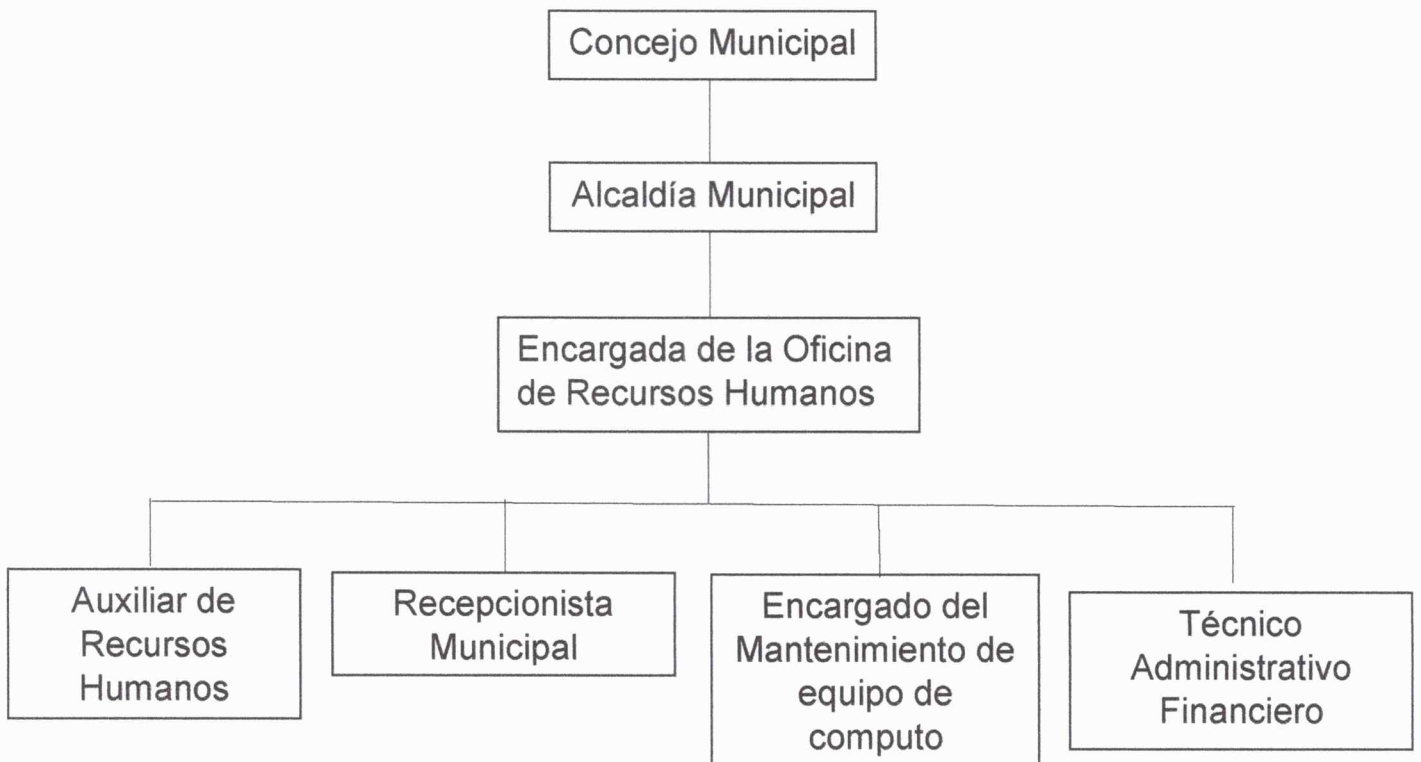 Concejo Municipal
Alcaldía Municipal
Encargada de la Oficina
de Recursos Humanos
Auxiliar de
Recursos
Humanos
Recepcionista
Municipal
Encargado del
Mantenimiento de
equipo de
computo
Técnico
Administrativo
Financiero